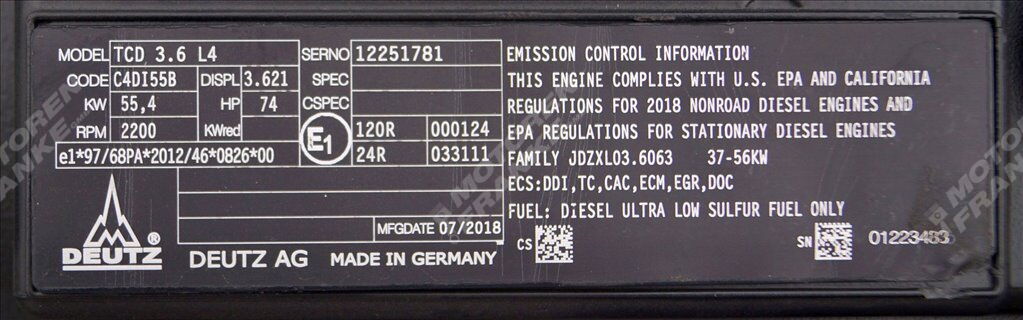 MODEL TCD 3.6 L4
CODE C4DI55B DISPL 3.621
KW 55,4 HP 74
RPM 2200 KWred
e1*97/68PA*2012/46*0826*00
SERNO 12251781
SPEC
CSPEC
E1 120R 000124
24R 033111
MFGDATE 07/2018
DEUTZ ®
DEUTZ AG MADE IN GERMANY
EMISSION CONTROL INFORMATION
THIS ENGINE COMPLIES WITH U.S. EPA AND CALIFORNIA
REGULATIONS FOR 2018 NONROAD DIESEL ENGINES AND
EPA REGULATIONS FOR STATIONARY DIESEL ENGINES
FAMILY JDZXL03.6063 37-56KW
ECS:DDI,TC,CAC,ECM,EGR,DOC
FUEL: DIESEL ULTRA LOW SULFUR FUEL ONLY
CS
SN
MOTOREN
FRANKE